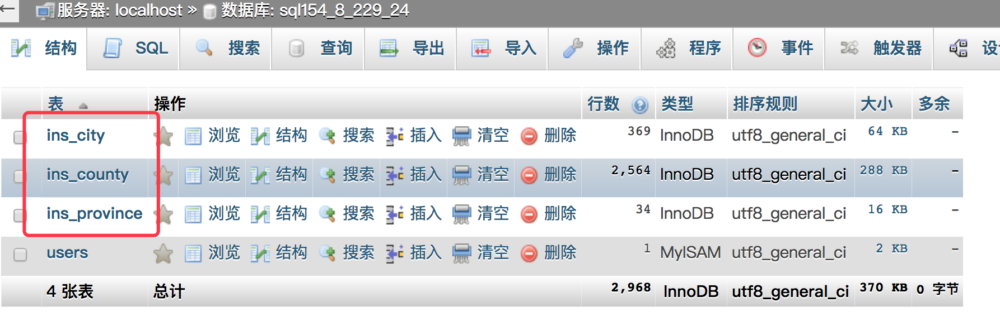 服务器: localhost » 数据库: sql154_8_229_24
结构 SQL 搜索 查询 导出 导入 操作 程序 事件 触发器
表 操作 行数 类型 排序规则 大小 多余
ins_city 浏览 结构 搜索 插入 清空 删除 369 InnoDB utf8_general_ci 64 KB -
ins_county 浏览 结构 搜索 插入 清空 删除 2,564 InnoDB utf8_general_ci 288 KB -
ins_province 浏览 结构 搜索 插入 清空 删除 34 InnoDB utf8_general_ci 16 KB -
users 浏览 结构 搜索 插入 清空 删除 1 MyISAM utf8_general_ci 2 KB -
4 张表 总计 2,968 InnoDB utf8_general_ci 370 KB 0 字节